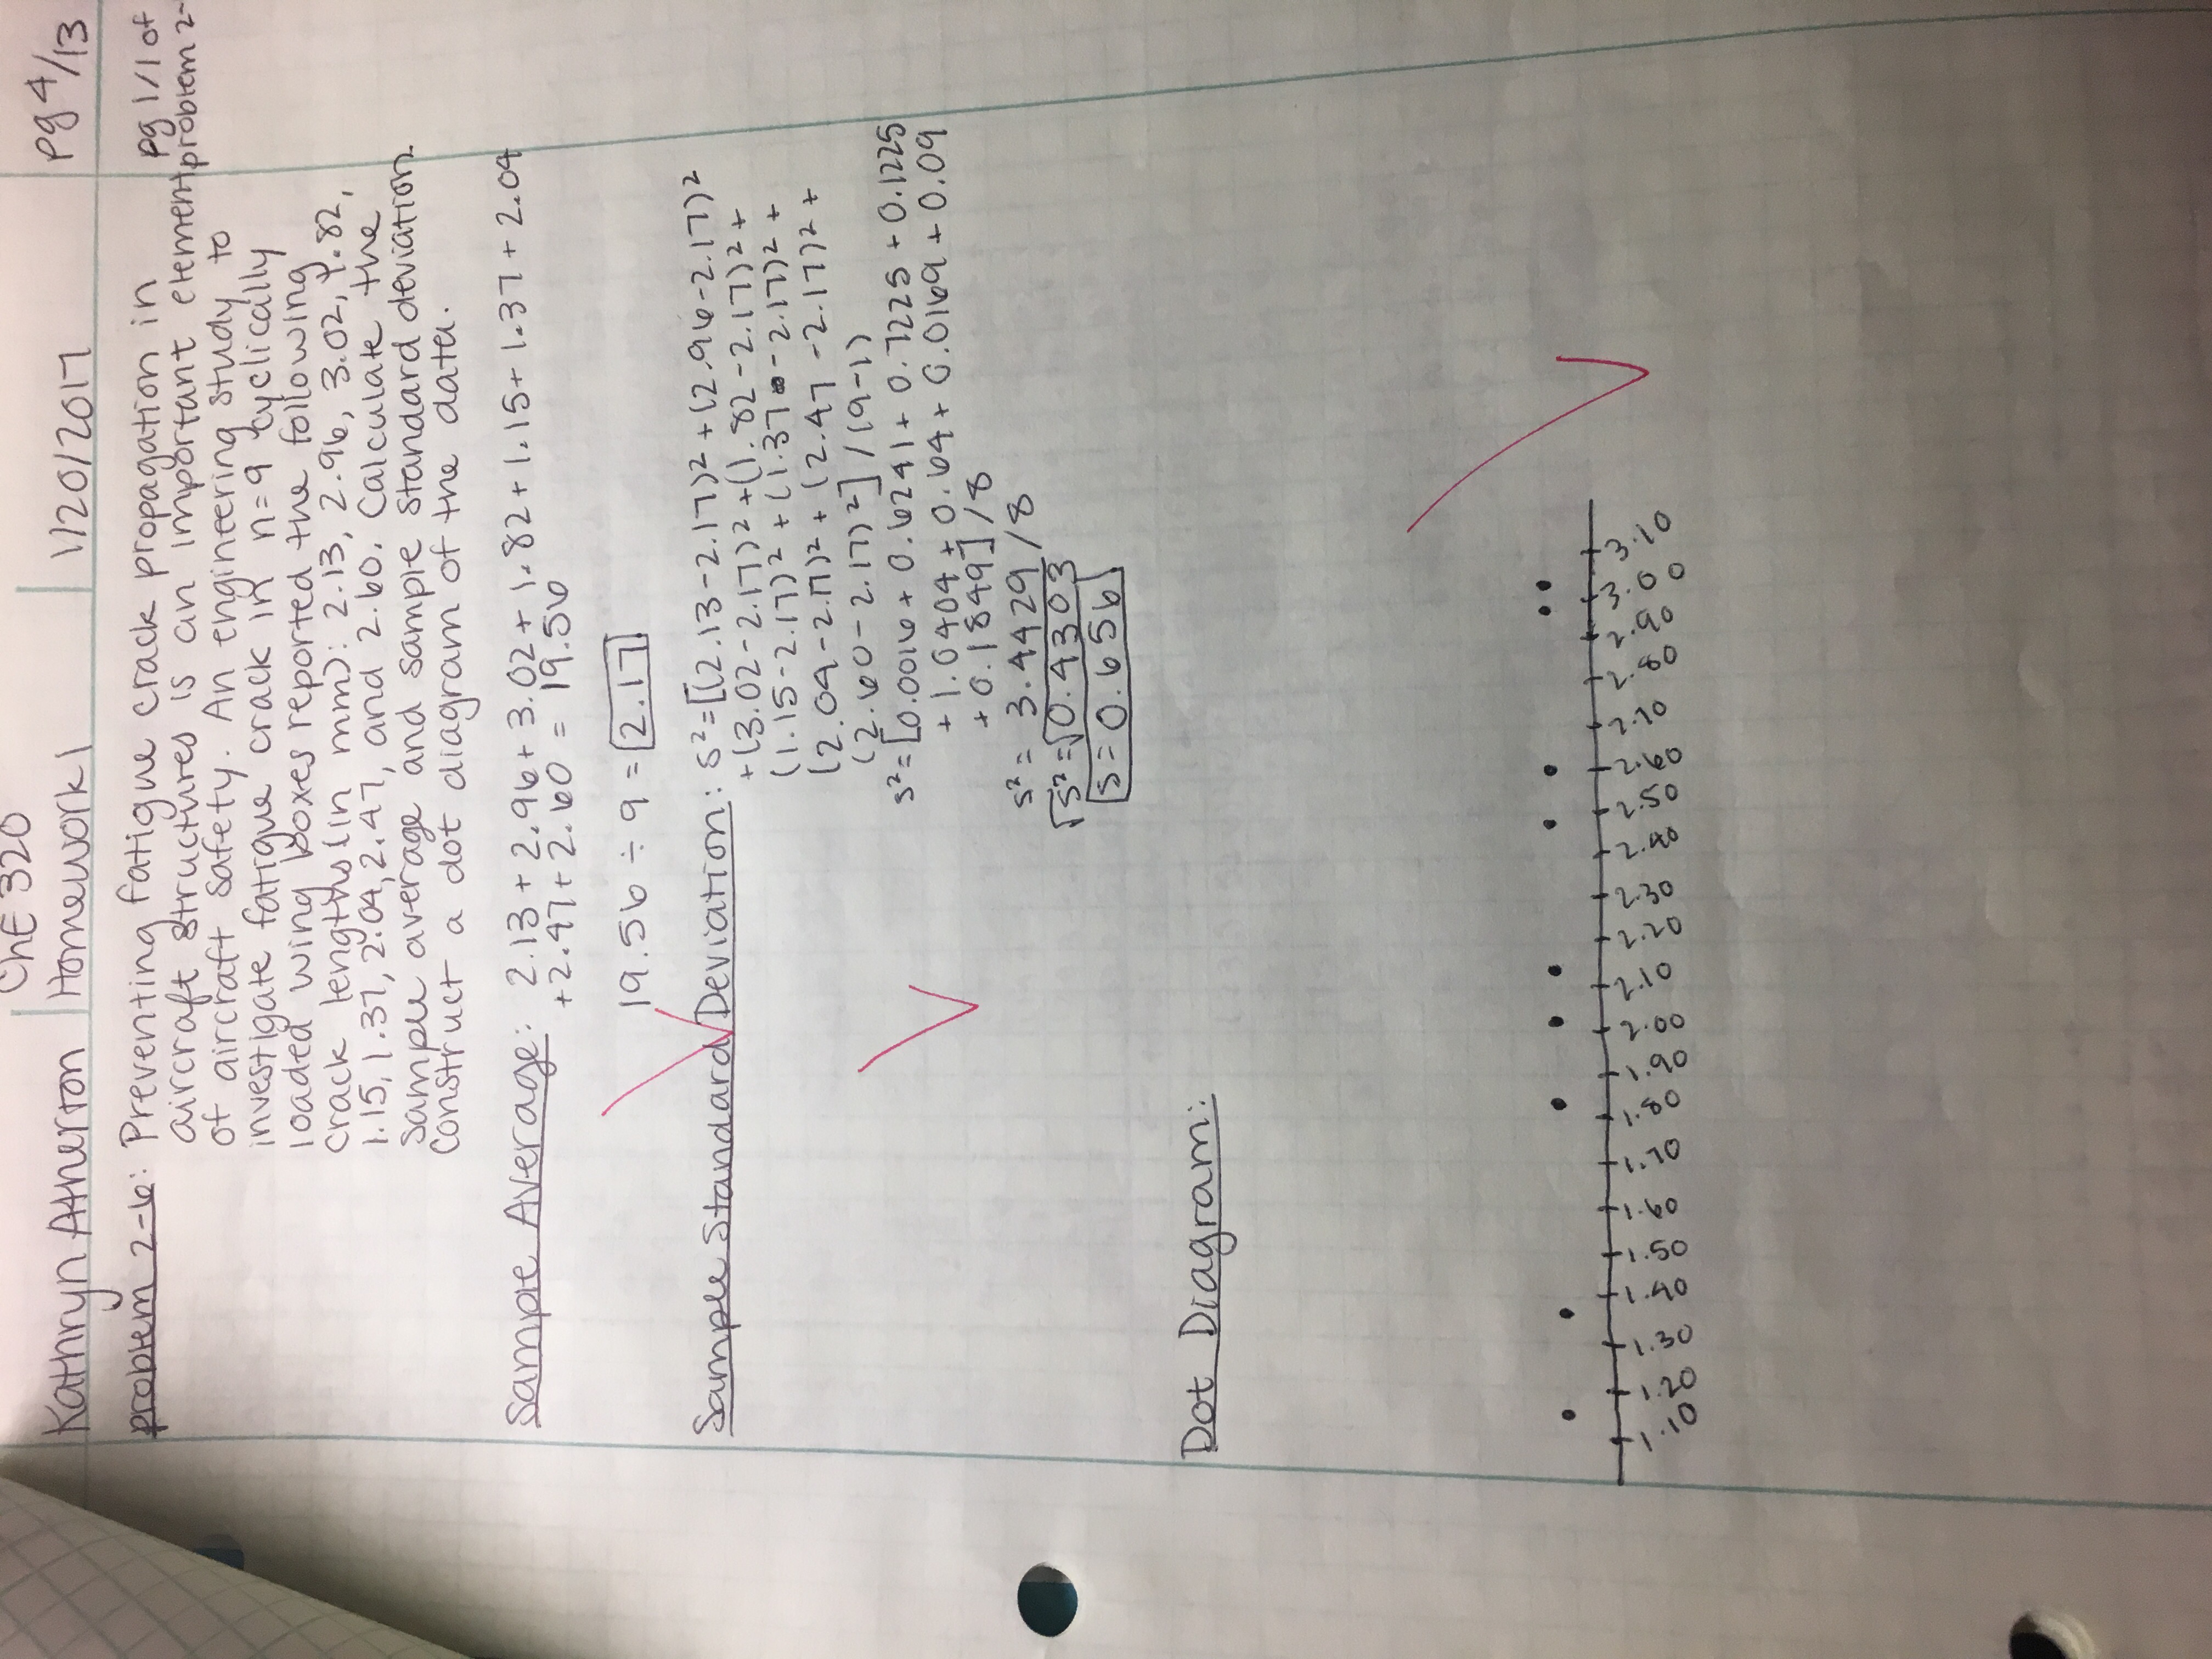 ChE 320
Kathryn Atherton Homework 1 1/20/2017 pg 4/13
problem 2-6: Preventing fatigue crack propagation in pg 1/1 of
aircraft structures is an important element problem 2-
of aircraft safety. An engineering study to
investigate fatigue crack in n=9 cyclically
loaded wing boxes reported the following
crack lengths (in mm): 2.13, 2.96, 3.02, 1.82,
1.15, 1.37, 2.04, 2.47, and 2.60. Calculate the
sample average and sample standard deviation.
Construct a dot diagram of the data.
Sample Average: 2.13 + 2.96 + 3.02 + 1.82 + 1.15 + 1.37 + 2.04
+ 2.47 + 2.60 = 19.56
19.56 ÷ 9 = 2.17
Sample Standard Deviation: s²=[(2.13-2.17)² + (2.96-2.17)²
+ (3.02-2.17)² + (1.82-2.17)² +
(1.15-2.17)² + (1.37 - 2.17)² +
(2.04-2.17)² + (2.47-2.17)² +
(2.60-2.17)²] / (9-1)
s²= [0.0016 + 0.6241 + 0.7225 + 0.1225
+ 1.0404 + 0.64 + 0.0169 + 0.09
+ 0.1849] / 8
s² = 3.4429 / 8
√s² = √0.4303
s = 0.656
Dot Diagram:
1.10 1.20 1.30 1.40 1.50 1.60 1.70 1.80 1.90 2.00 2.10 2.20 2.30 2.40 2.50 2.60 2.70 2.80 2.90 3.00 3.10